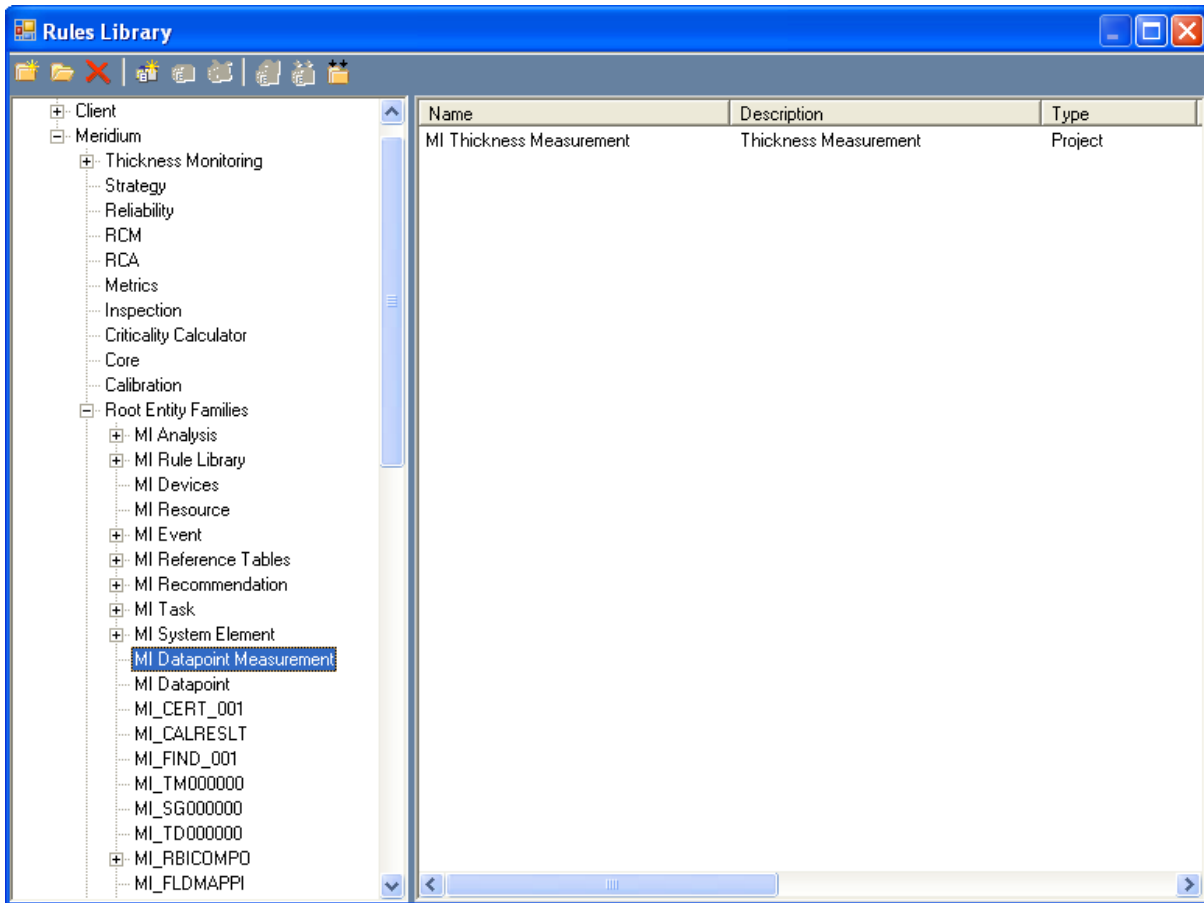 Rules Library
Client
Meridium
Thickness Monitoring
Strategy
Reliability
RCM
RCA
Metrics
Inspection
Criticality Calculator
Core
Calibration
Root Entity Families
MI Analysis
MI Rule Library
MI Devices
MI Resource
MI Event
MI Reference Tables
MI Recommendation
MI Task
MI System Element
MI Datapoint Measurement
MI Datapoint
MI_CERT_001
MI_CALRESLT
MI_FIND_001
MI_TM000000
MI_SG000000
MI_TD000000
MI_RBICOMPO
MI_FLDMAPPI
Name Description Type
MI Thickness Measurement Thickness Measurement Project